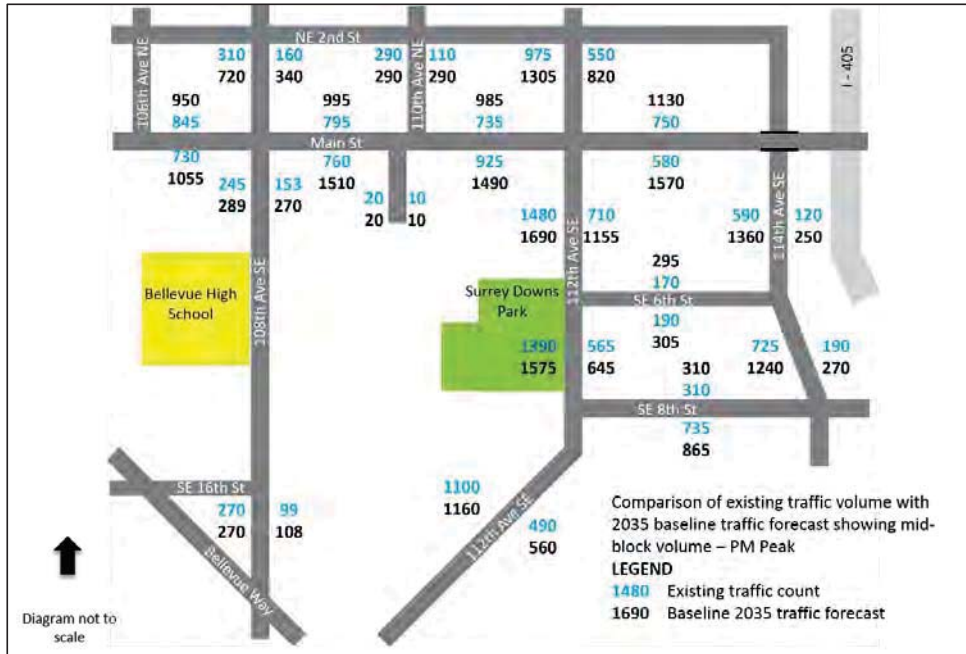 NE 2nd St
I - 405
106th Ave NE
110th Ave NE
310 160 290 110 975 550
720 340 290 290 1305 820
950 995 985 1130
845 795 735 750
Main St
730 760 925 580
1055 1510 1490 1570
245 153
289 270
20 10
20 10
1480 710 590 120
1690 1155 1360 250
108th Ave SE
112th Ave SE
114th Ave SE
295
170
SE 6th St
190
305
Bellevue High
School
Surrey Downs
Park
1390 565 725 190
1575 645 1240 270
310
310
SE 8th St
735
865
SE 16th St
270 99
270 108
Bellevue Way
1100
1160
112th Ave SE
490
560
Diagram not to
scale
Comparison of existing traffic volume with
2035 baseline traffic forecast showing mid-
block volume – PM Peak
LEGEND
1480 Existing traffic count
1690 Baseline 2035 traffic forecast